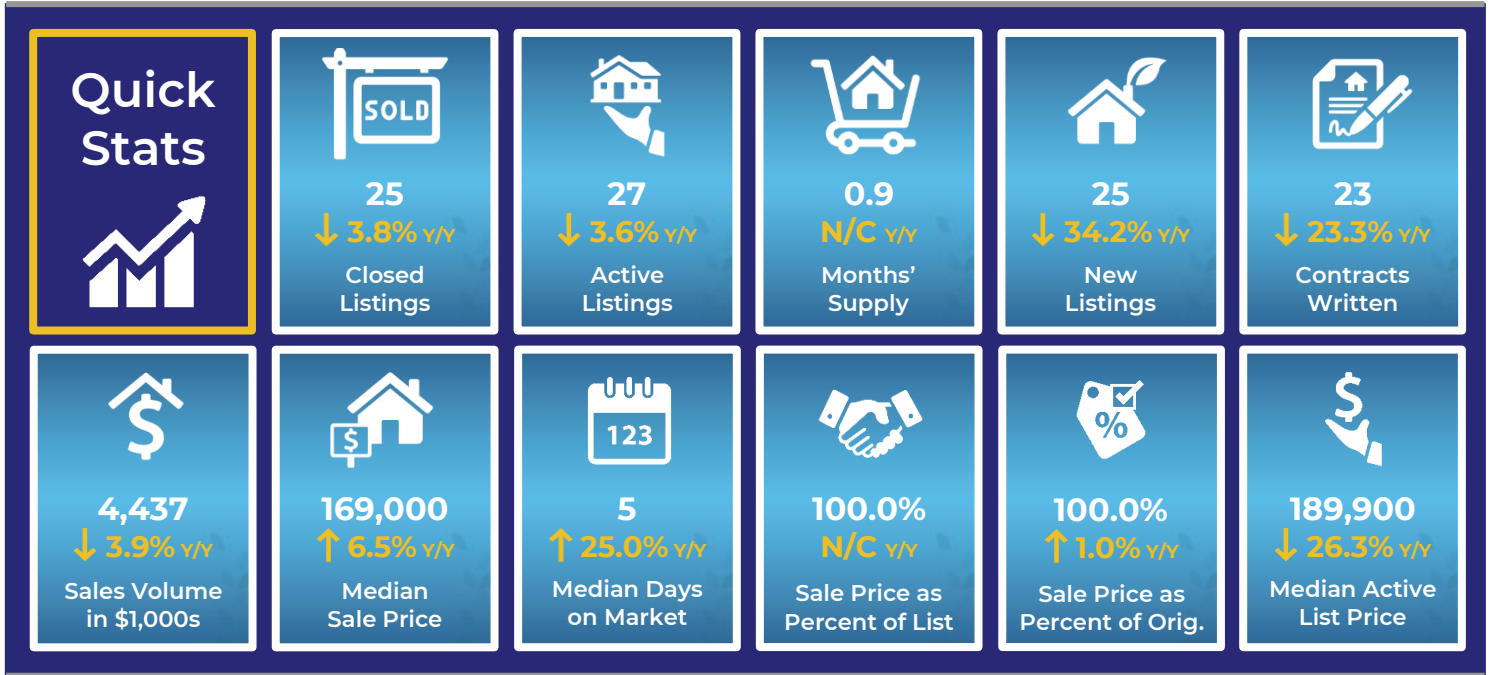 Quick
Stats
SOLD
25
↓ 3.8% Y/Y
Closed
Listings
27
↓ 3.6% Y/Y
Active
Listings
0.9
N/C Y/Y
Months’
Supply
25
↓ 34.2% Y/Y
New
Listings
23
↓ 23.3% Y/Y
Contracts
Written
$
4,437
↓ 3.9% Y/Y
Sales Volume
in $1,000s
$
169,000
↑ 6.5% Y/Y
Median
Sale Price
123
5
↑ 25.0% Y/Y
Median Days
on Market
100.0%
N/C Y/Y
Sale Price as
Percent of List
%
100.0%
↑ 1.0% Y/Y
Sale Price as
Percent of Orig.
$
189,900
↓ 26.3% Y/Y
Median Active
List Price